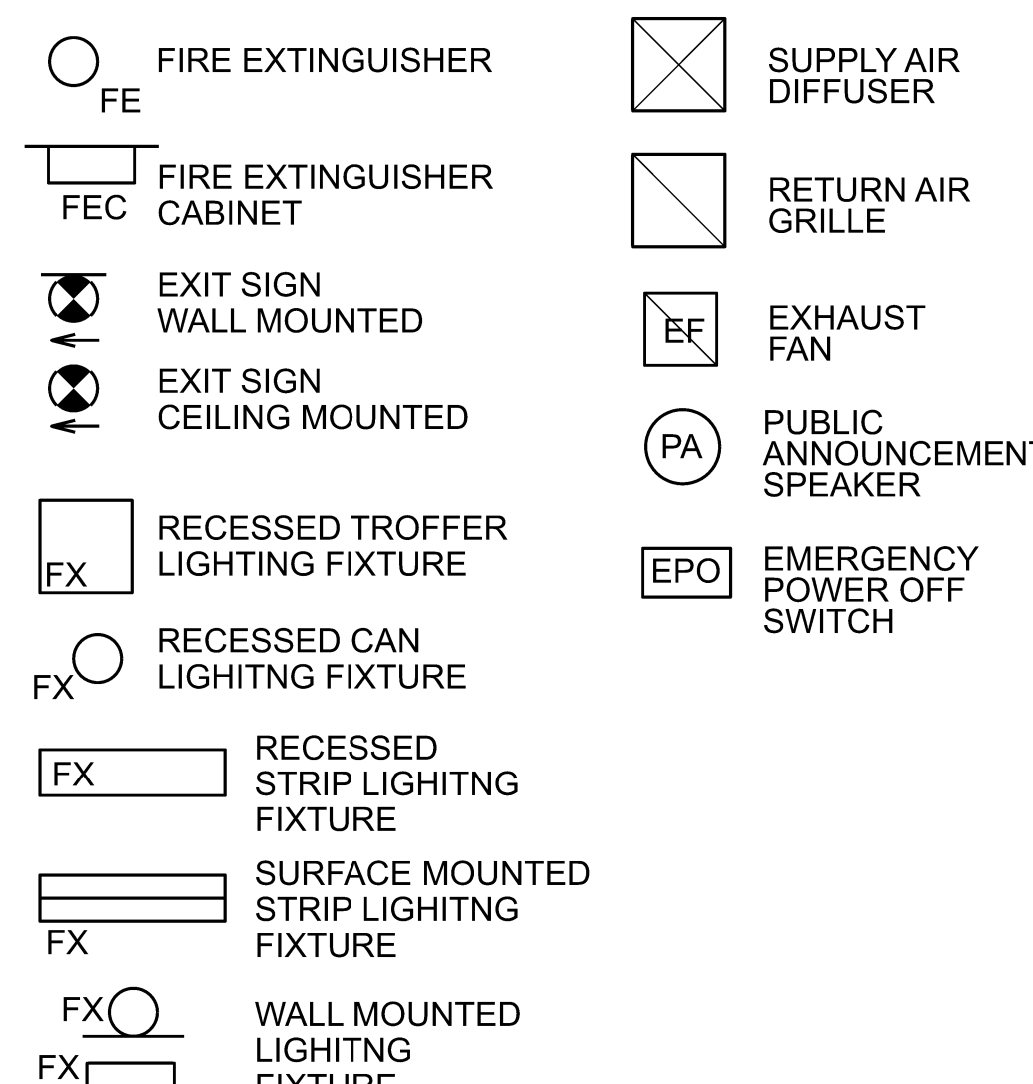 FIRE EXTINGUISHER
FE
FIRE EXTINGUISHER
FEC
CABINET
EXIT SIGN
WALL MOUNTED
EXIT SIGN
CEILING MOUNTED
RECESSED TROFFER
LIGHTING FIXTURE
FX
RECESSED CAN
LIGHITNG FIXTURE
FX
RECESSED
FX
STRIP LIGHITNG
FIXTURE
SURFACE MOUNTED
STRIP LIGHITNG
FX
FIXTURE
FX
WALL MOUNTED
LIGHITNG
FX
FIXTURE
SUPPLY AIR
DIFFUSER
RETURN AIR
GRILLE
EXHAUST
EF
FAN
PUBLIC
PA
ANNOUNCEMENT
SPEAKER
EMERGENCY
EPO
POWER OFF
SWITCH